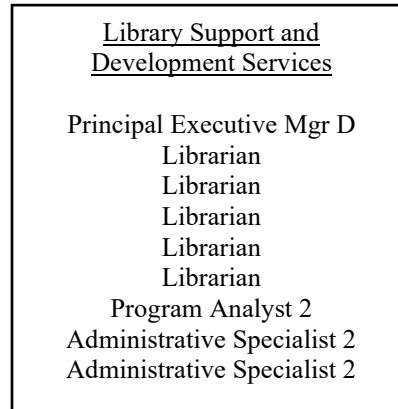 Library Support and
Development Services
Principal Executive Mgr D
Librarian
Librarian
Librarian
Librarian
Librarian
Program Analyst 2
Administrative Specialist 2
Administrative Specialist 2